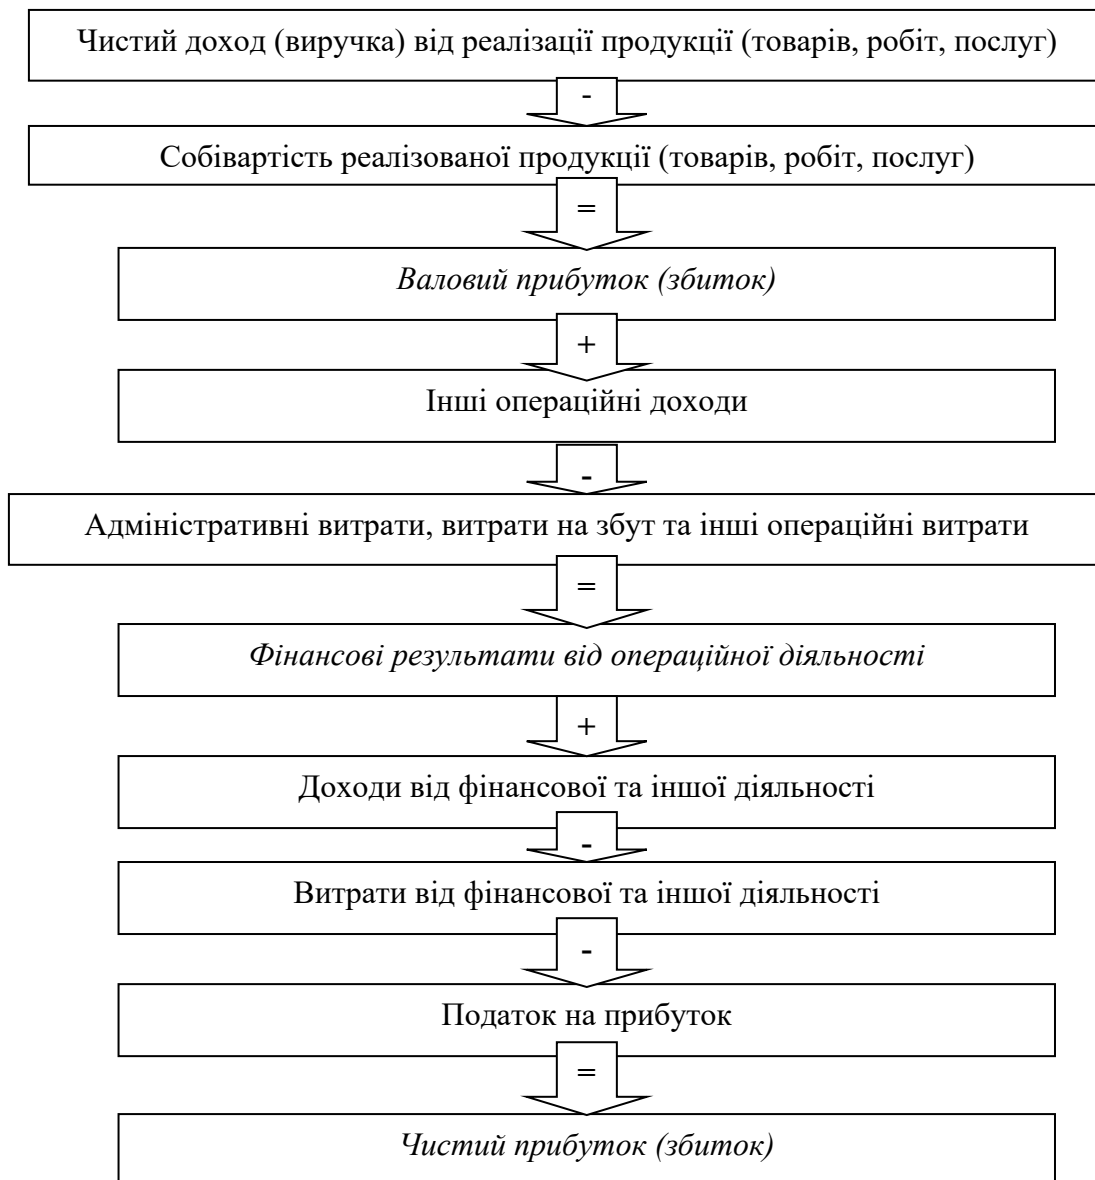 Чистий доход (виручка) від реалізації продукції (товарів, робіт, послуг)
-
Собівартість реалізованої продукції (товарів, робіт, послуг)
=
Валовий прибуток (збиток)
+
Інші операційні доходи
-
Адміністративні витрати, витрати на збут та інші операційні витрати
=
Фінансові результати від операційної діяльності
+
Доходи від фінансової та іншої діяльності
-
Витрати від фінансової та іншої діяльності
-
Податок на прибуток
=
Чистий прибуток (збиток)